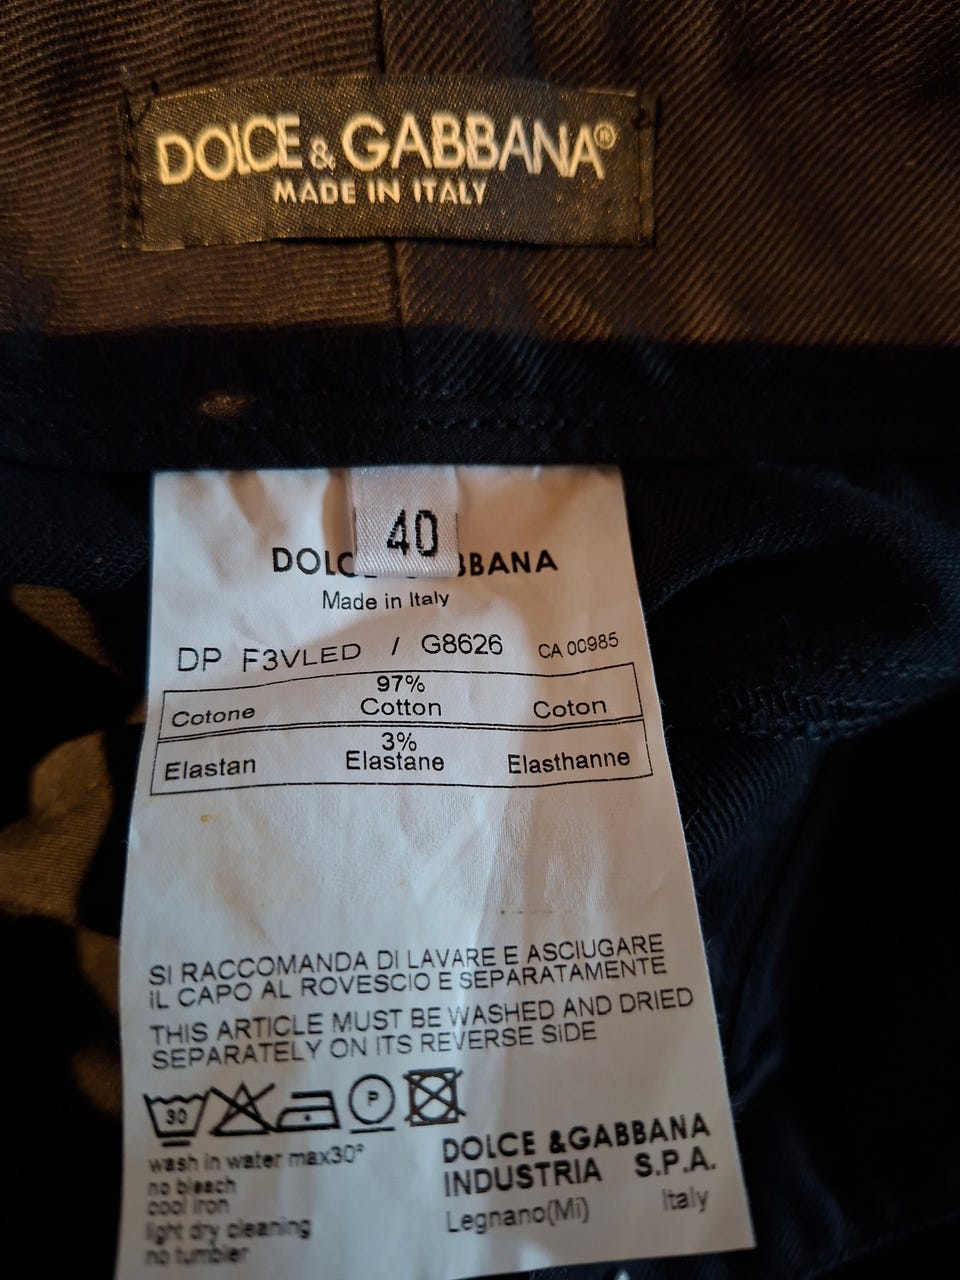 DOLCE & GABBANA®
MADE IN ITALY
40
DOLC BBANA
Made in Italy
DP F3VLED / G8626 CA 00985
97%
Cotone Cotton Coton
3%
Elastan Elastane Elasthanne
SI RACCOMANDA DI LAVARE E ASCIUGARE
IL CAPO AL ROVESCIO E SEPARATAMENTE
THIS ARTICLE MUST BE WASHED AND DRIED
SEPARATELY ON ITS REVERSE SIDE
30 P
wash in water max30°
no bleach
cool iron
light dry cleaning
no tumbler
DOLCE &GABBANA
INDUSTRIA S.P.A.
Legnano(Mi) Italy